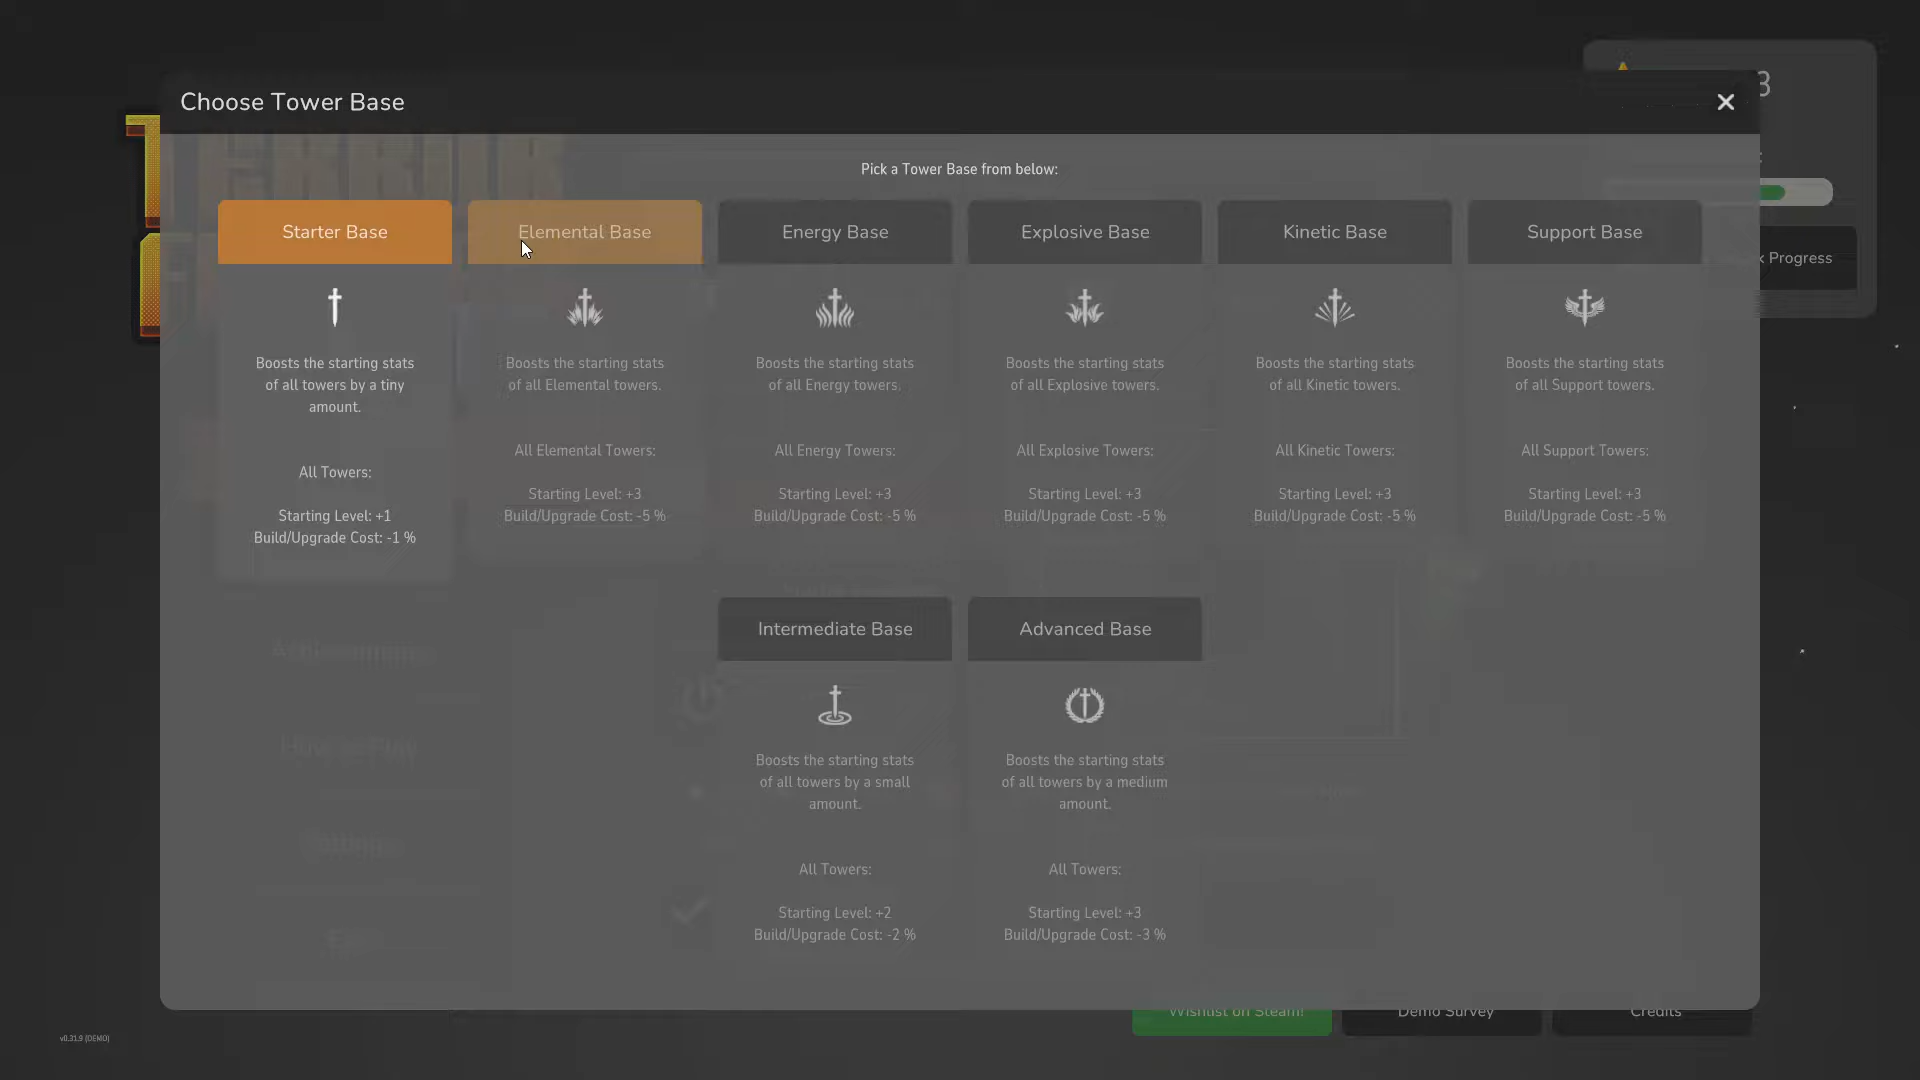 Choose Tower Base
3
Pick a Tower Base from below:
Starter Base
Boosts the starting stats
of all towers by a tiny
amount.
All Towers:
Starting Level: +1
Build/Upgrade Cost: -1 %
Elemental Base
Boosts the starting stats
of all Elemental towers.
All Elemental Towers:
Starting Level: +3
Build/Upgrade Cost: -5 %
Energy Base
Boosts the starting stats
of all Energy towers.
All Energy Towers:
Starting Level: +3
Build/Upgrade Cost: -5 %
Explosive Base
Boosts the starting stats
of all Explosive towers.
All Explosive Towers:
Starting Level: +3
Build/Upgrade Cost: -5 %
Kinetic Base
Boosts the starting stats
of all Kinetic towers.
All Kinetic Towers:
Starting Level: +3
Build/Upgrade Cost: -5 %
Support Base
Boosts the starting stats
of all Support towers.
All Support Towers:
Starting Level: +3
Build/Upgrade Cost: -5 %
Progress
Intermediate Base
Boosts the starting stats
of all towers by a small
amount.
All Towers:
Starting Level: +2
Build/Upgrade Cost: -2 %
Advanced Base
Boosts the starting stats
of all towers by a medium
amount.
All Towers:
Starting Level: +3
Build/Upgrade Cost: -3 %
Wishlist on Steam!
Demo Survey
Credits
v0.31.9 (DEMO)